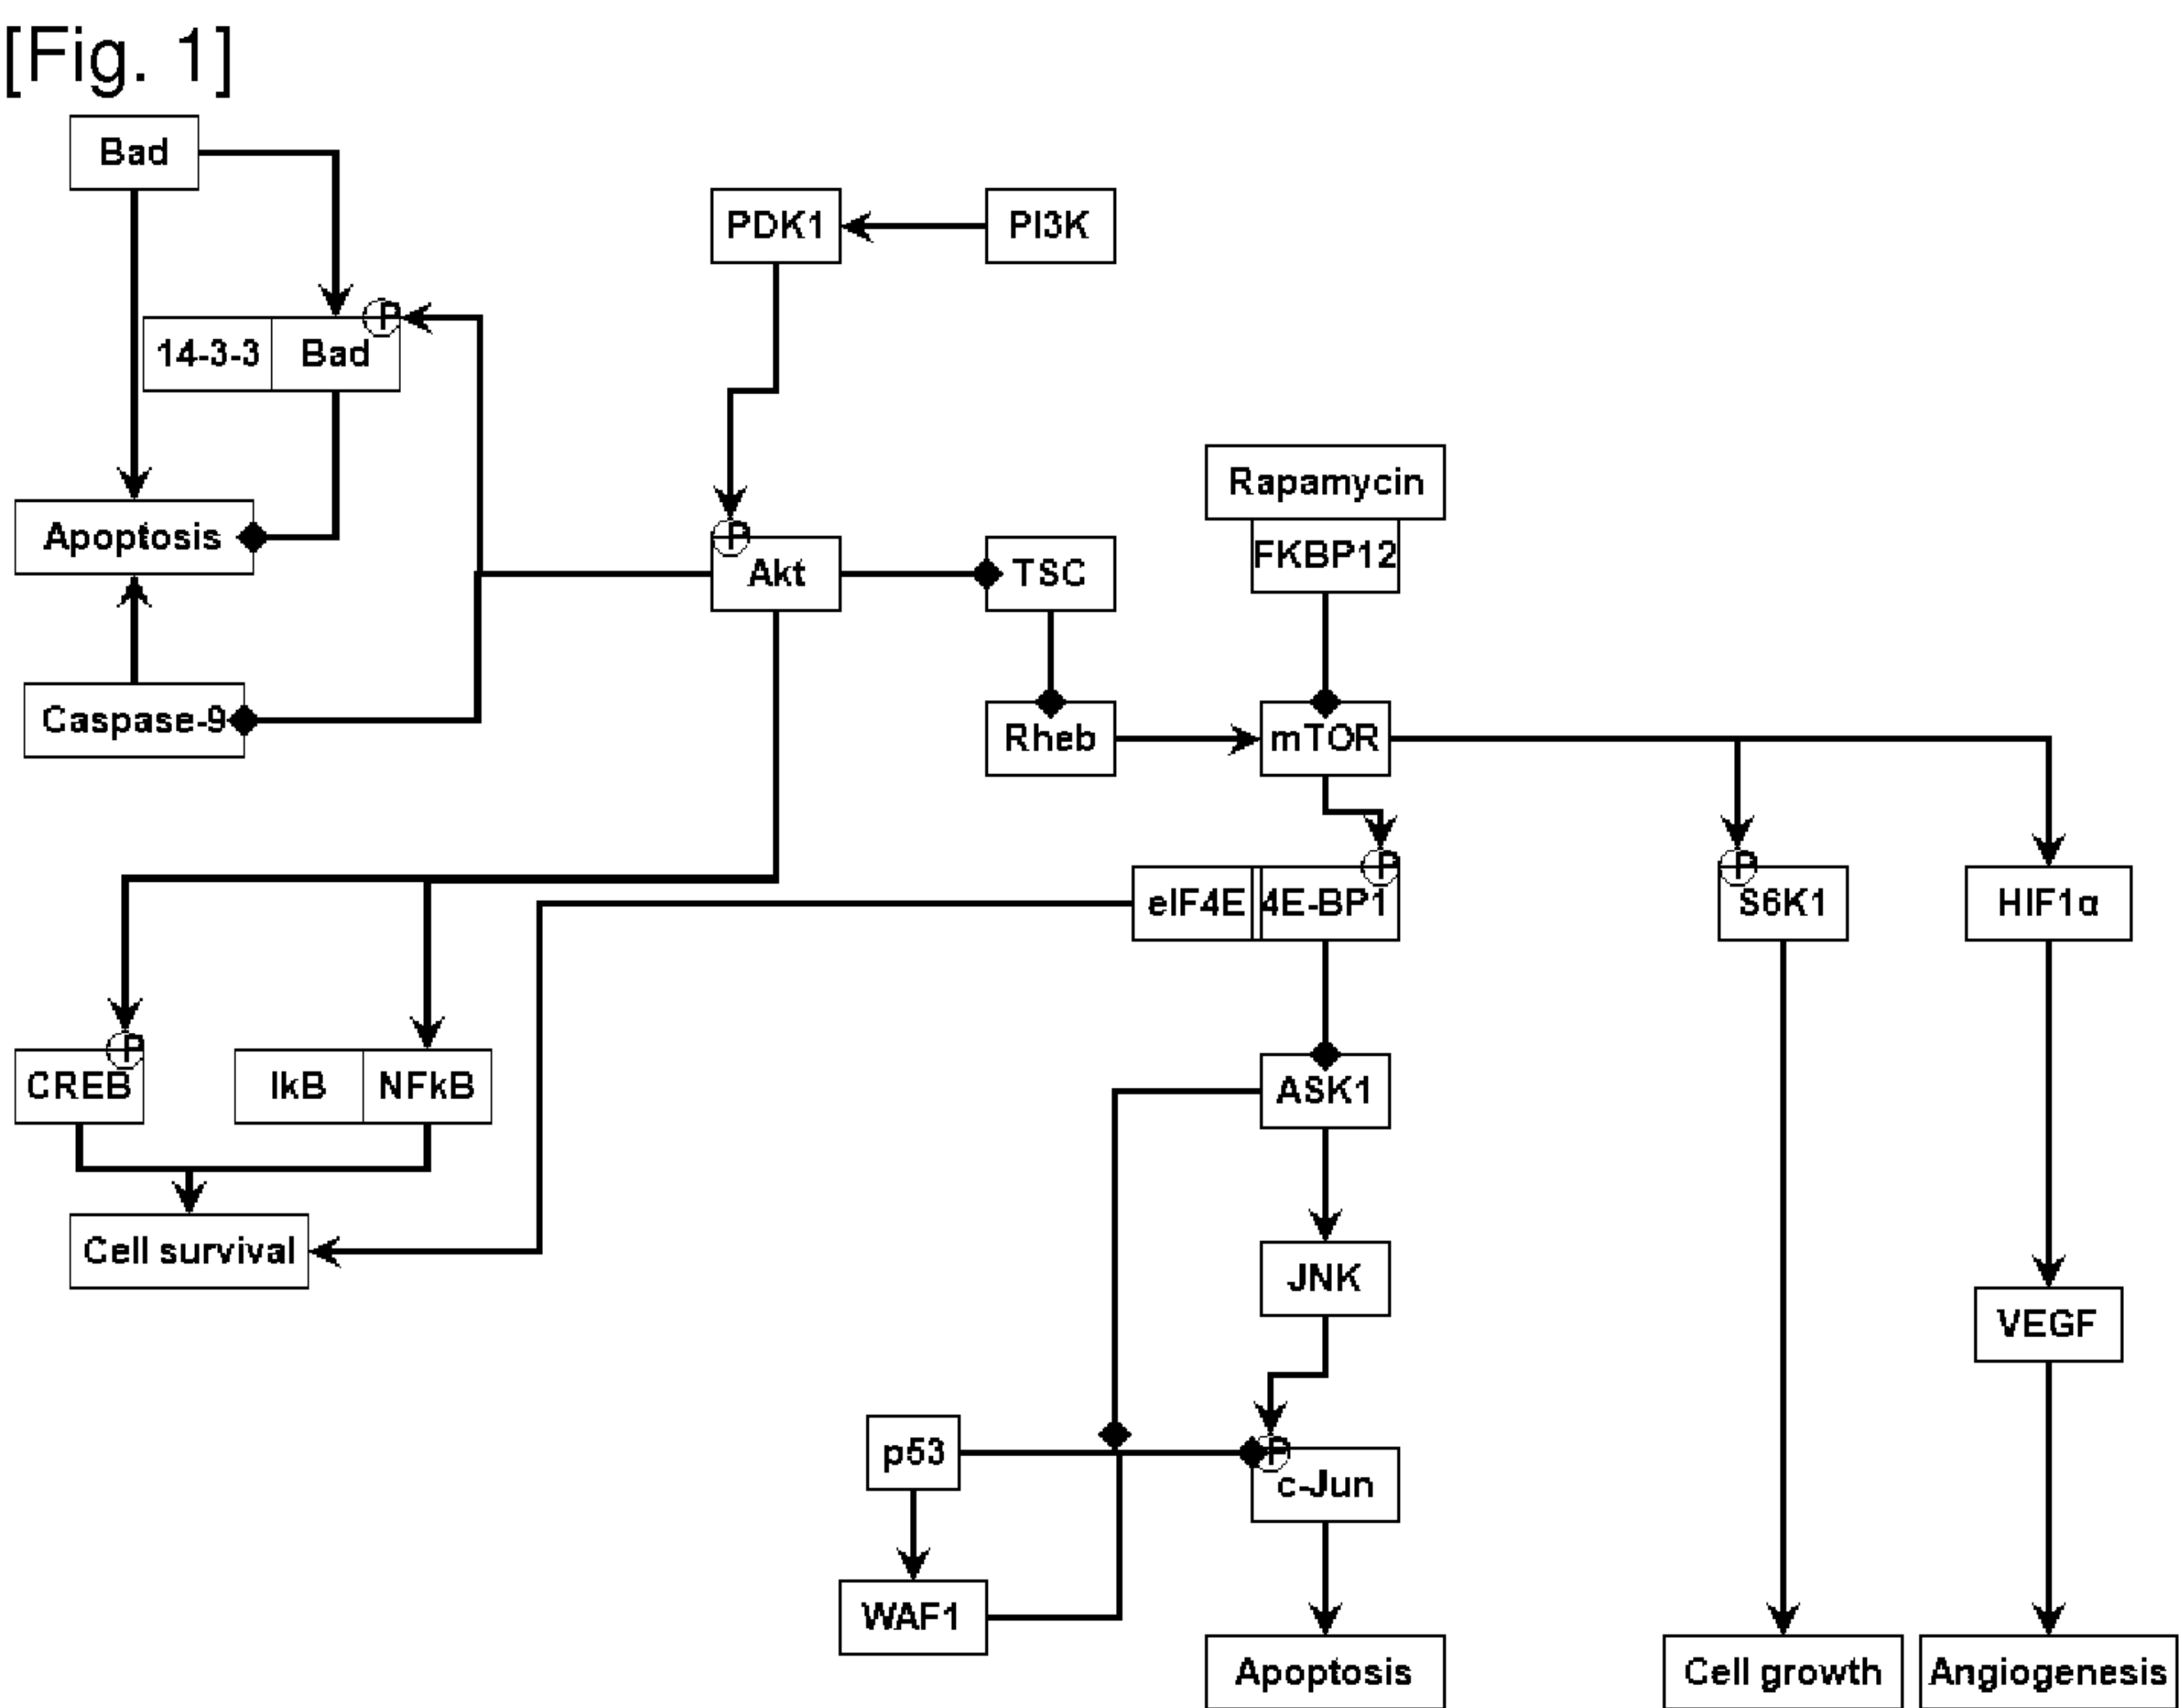 [Fig. 1]
Bad
PDK1
PI3K
P
14-3-3
Bad
Rapamycin
Apoptosis
P
Akt
TSC
FKBP12
Caspase-9
Rheb
mTOR
P
P
eIF4E
4E-BP1
S6K1
HIF1α
P
CREB
IkB
NFkB
ASK1
Cell survival
JNK
VEGF
p53
P
c-Jun
WAF1
Apoptosis
Cell growth
Angiogenesis